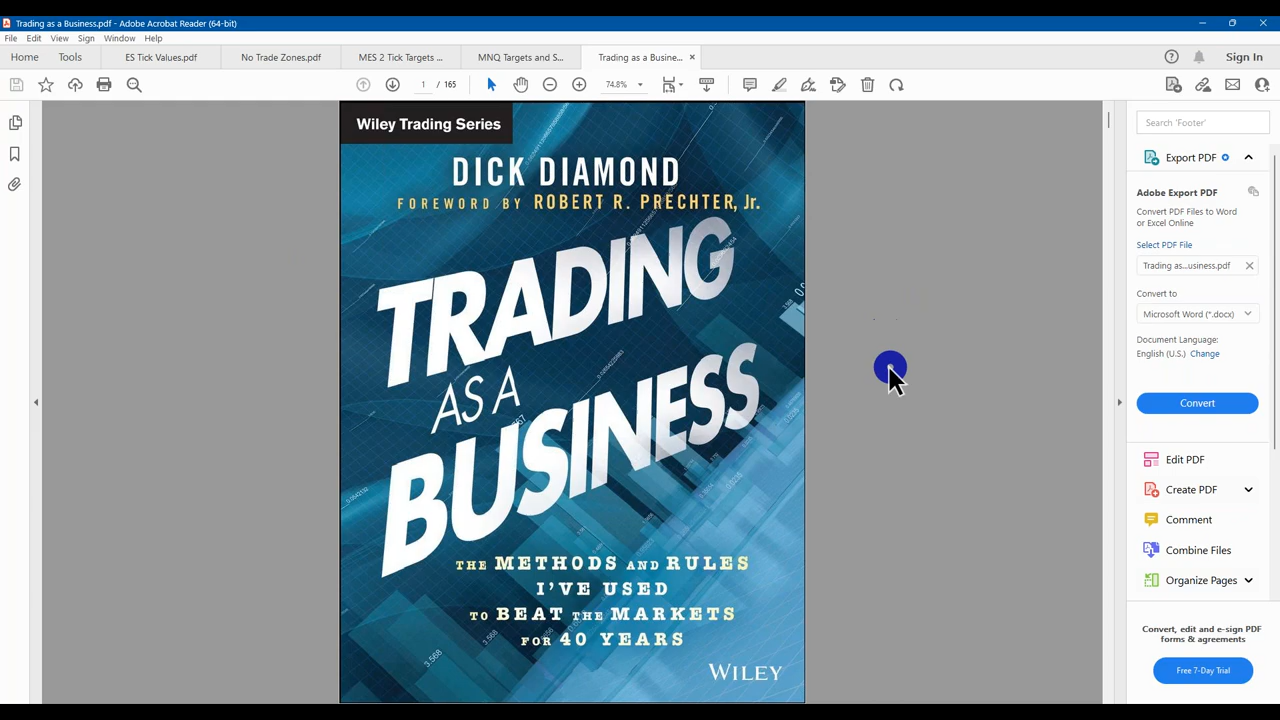 Trading as a Business.pdf - Adobe Acrobat Reader (64-bit)
File Edit View Sign Window Help
Home Tools ES Tick Values.pdf No Trade Zones.pdf MES 2 Tick Targets ... MNQ Targets and S... Trading as a Busine... × Sign In
1 / 165 74.8%
Wiley Trading Series
DICK DIAMOND
FOREWORD BY ROBERT R. PRECHTER, Jr.
TRADING
AS A
BUSINESS
THE METHODS AND RULES
I'VE USED
TO BEAT THE MARKETS
FOR 40 YEARS
3.568
WILEY
Search 'Footer'
Export PDF
Adobe Export PDF
Convert PDF Files to Word
or Excel Online
Select PDF File
Trading as...usiness.pdf
Convert to
Microsoft Word (*.docx)
Document Language:
English (U.S.) Change
Convert
Edit PDF
Create PDF
Comment
Combine Files
Organize Pages
Convert, edit and e-sign PDF
forms & agreements
Free 7-Day Trial